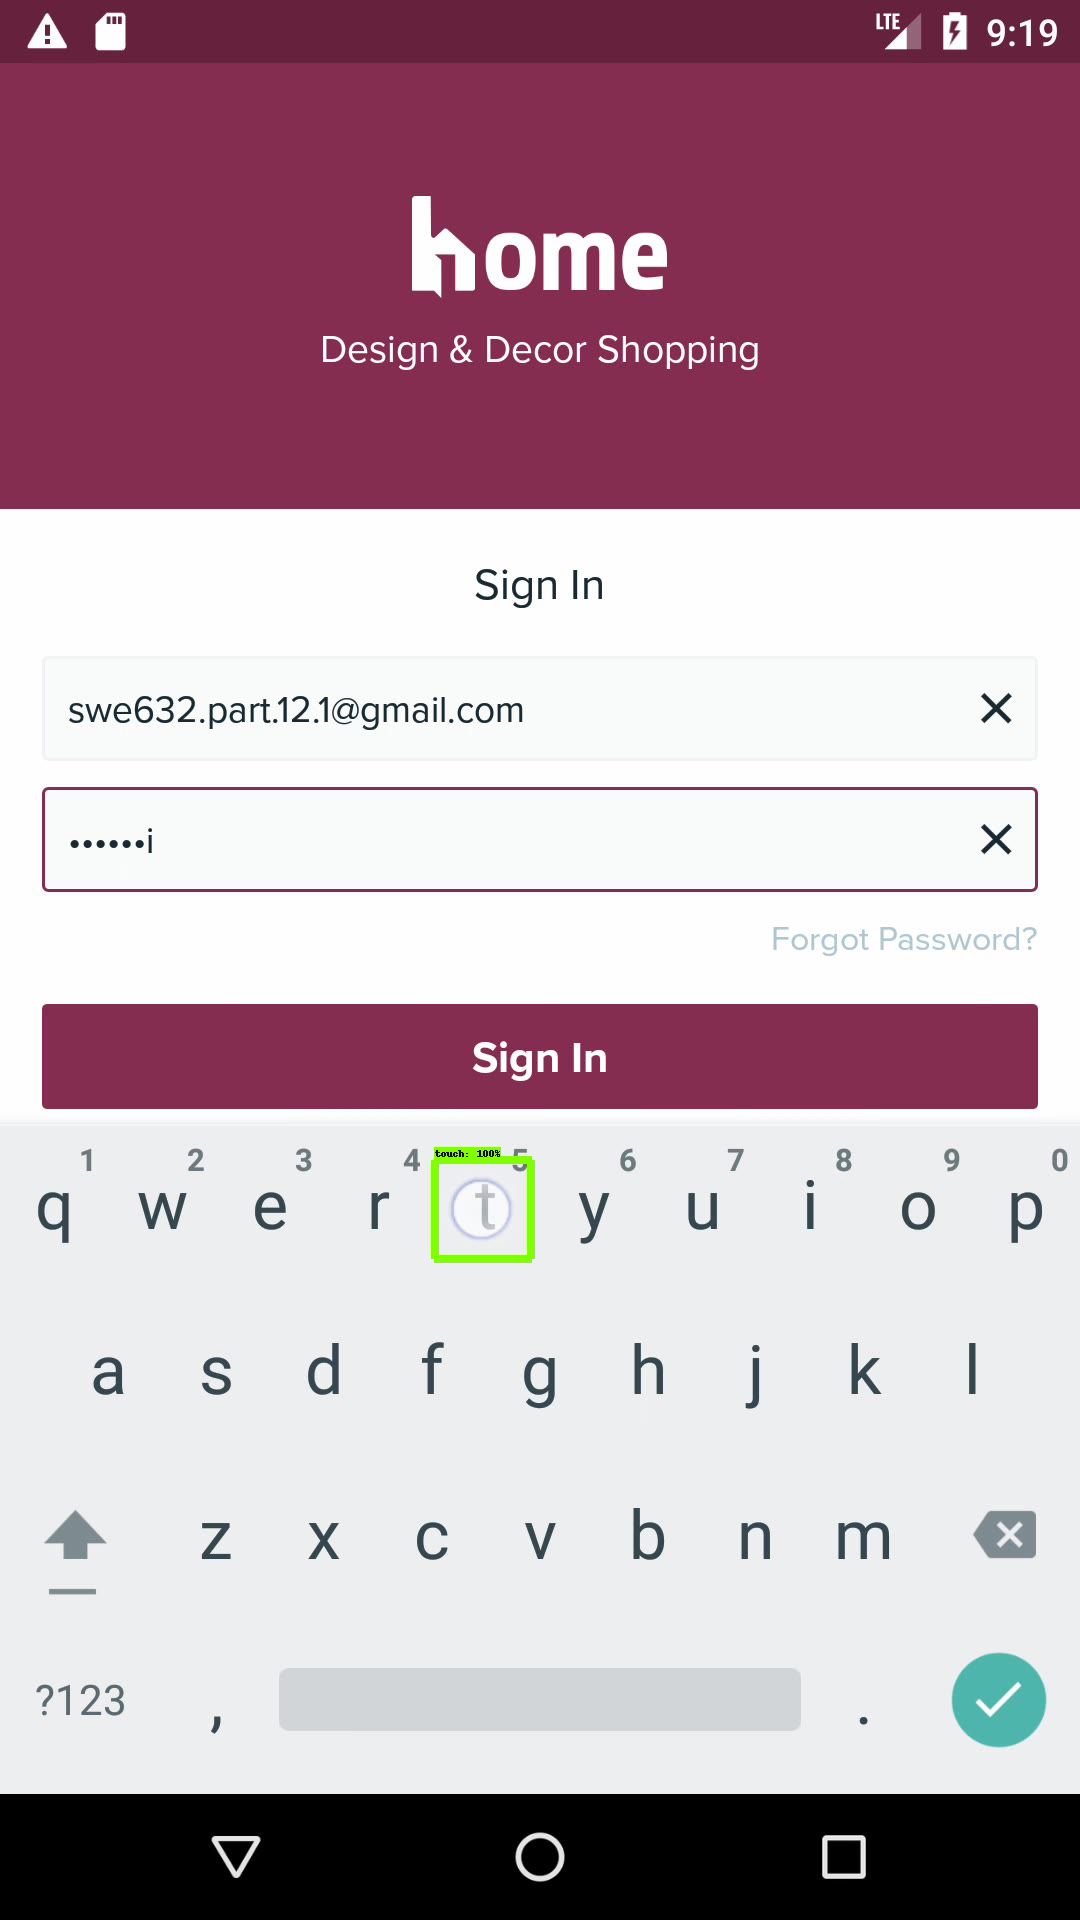 LTE 9:19
home
Design & Decor Shopping
Sign In
swe632.part.12.1@gmail.com
••••••i
Forgot Password?
Sign In
touch: 100%
1 2 3 4 5 6 7 8 9 0
q w e r t y u i o p
a s d f g h j k l
z x c v b n m
?123 , .